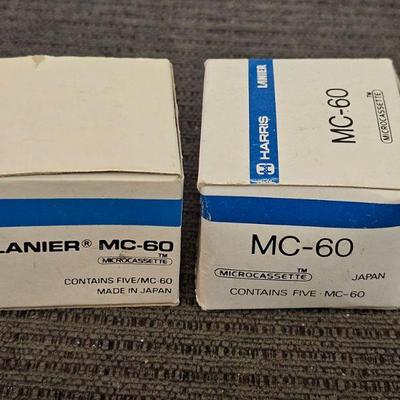 LANIER® MC-60
MICROCASSETTE™
CONTAINS FIVE/MC-60
MADE IN JAPAN
HARRIS LANIER
MC-60
MICROCASSETTE™
MC-60
MICROCASSETTE™ JAPAN
CONTAINS FIVE · MC-60